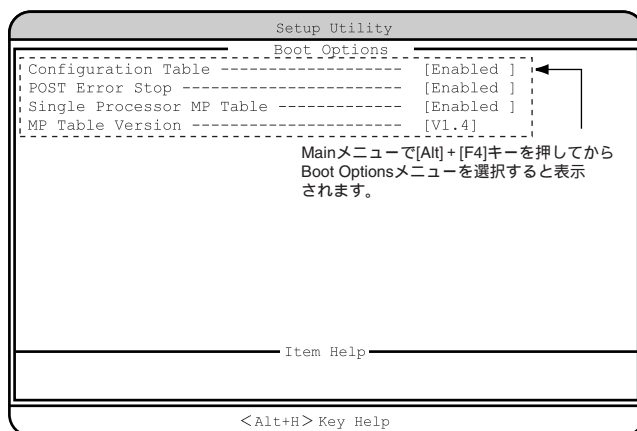 Setup Utility
Boot Options
Configuration Table ------------------- [Enabled ]
POST Error Stop ----------------------- [Enabled ]
Single Processor MP Table ------------- [Enabled ]
MP Table Version ---------------------- [V1.4]
Mainメニューで[Alt]+[F4]キーを押してから
Boot Optionsメニューを選択すると表示
されます。
Item Help
<Alt+H> Key Help